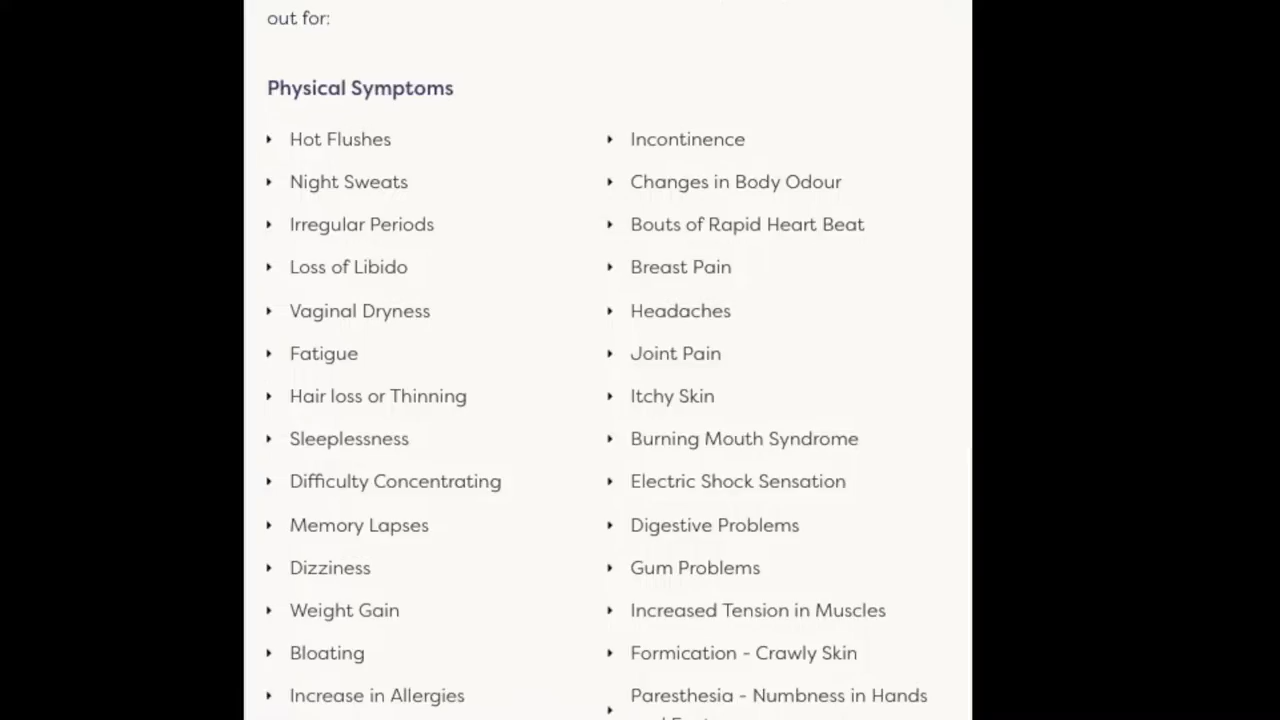 out for:
Physical Symptoms
Hot Flushes
Night Sweats
Irregular Periods
Loss of Libido
Vaginal Dryness
Fatigue
Hair loss or Thinning
Sleeplessness
Difficulty Concentrating
Memory Lapses
Dizziness
Weight Gain
Bloating
Increase in Allergies
Incontinence
Changes in Body Odour
Bouts of Rapid Heart Beat
Breast Pain
Headaches
Joint Pain
Itchy Skin
Burning Mouth Syndrome
Electric Shock Sensation
Digestive Problems
Gum Problems
Increased Tension in Muscles
Formication - Crawly Skin
Paresthesia - Numbness in Hands